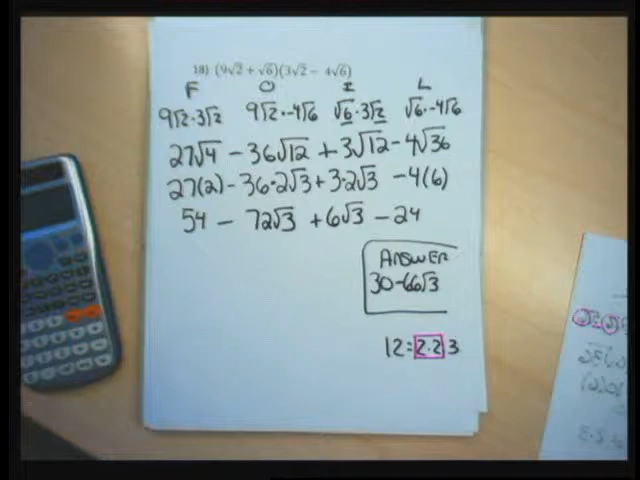 18) (9√2 + √6)(3√2 − 4√6)
F O I L
9√2·3√2 9√2·-4√6 √6·3√2 √6·-4√6
27√4 − 36√12 + 3√12 − 4√36
27(2) − 36·2√3 + 3·2√3 − 4(6)
54 − 72√3 + 6√3 − 24
ANSWER
30-66√3
12=2·2 3